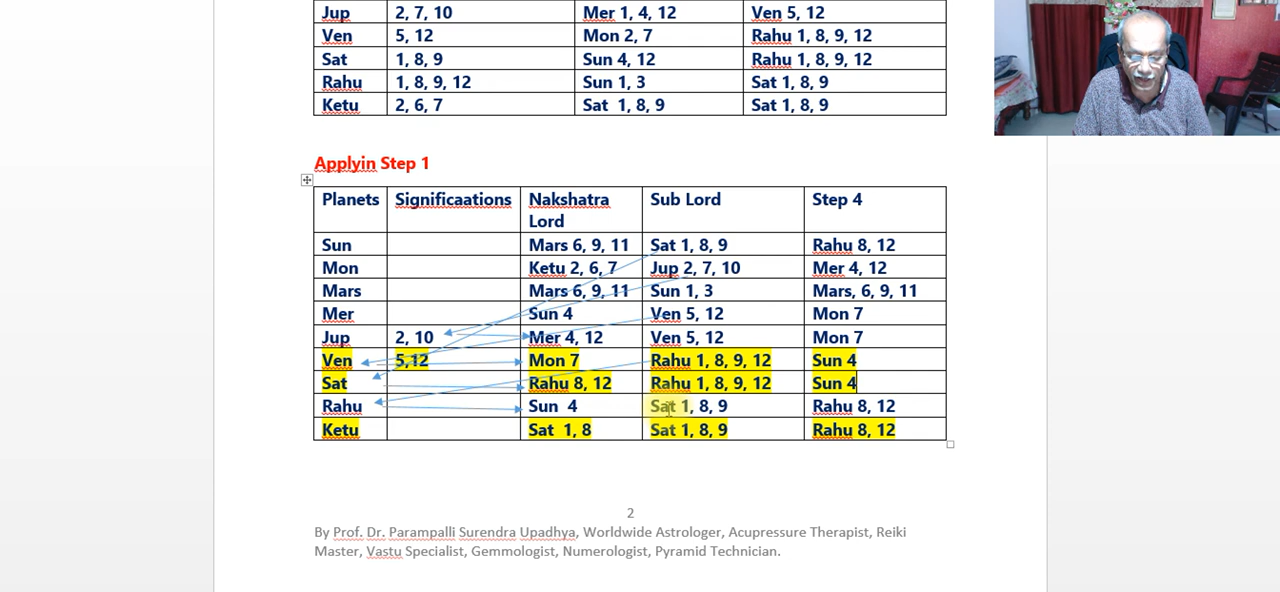 Jup 2, 7, 10 Mer 1, 4, 12 Ven 5, 12
Ven 5, 12 Mon 2, 7 Rahu 1, 8, 9, 12
Sat 1, 8, 9 Sun 4, 12 Rahu 1, 8, 9, 12
Rahu 1, 8, 9, 12 Sun 1, 3 Sat 1, 8, 9
Ketu 2, 6, 7 Sat 1, 8, 9 Sat 1, 8, 9
Applyin Step 1
Planets Significaations Nakshatra Lord Sub Lord Step 4
Sun Mars 6, 9, 11 Sat 1, 8, 9 Rahu 8, 12
Mon Ketu 2, 6, 7 Jup 2, 7, 10 Mer 4, 12
Mars Mars 6, 9, 11 Sun 1, 3 Mars, 6, 9, 11
Mer Sun 4 Ven 5, 12 Mon 7
Jup 2, 10 Mer 4, 12 Ven 5, 12 Mon 7
Ven 5,12 Mon 7 Rahu 1, 8, 9, 12 Sun 4
Sat Rahu 8, 12 Rahu 1, 8, 9, 12 Sun 4
Rahu Sun 4 Sat 1, 8, 9 Rahu 8, 12
Ketu Sat 1, 8 Sat 1, 8, 9 Rahu 8, 12
2
By Prof. Dr. Parampalli Surendra Upadhya, Worldwide Astrologer, Acupressure Therapist, Reiki
Master, Vastu Specialist, Gemmologist, Numerologist, Pyramid Technician.